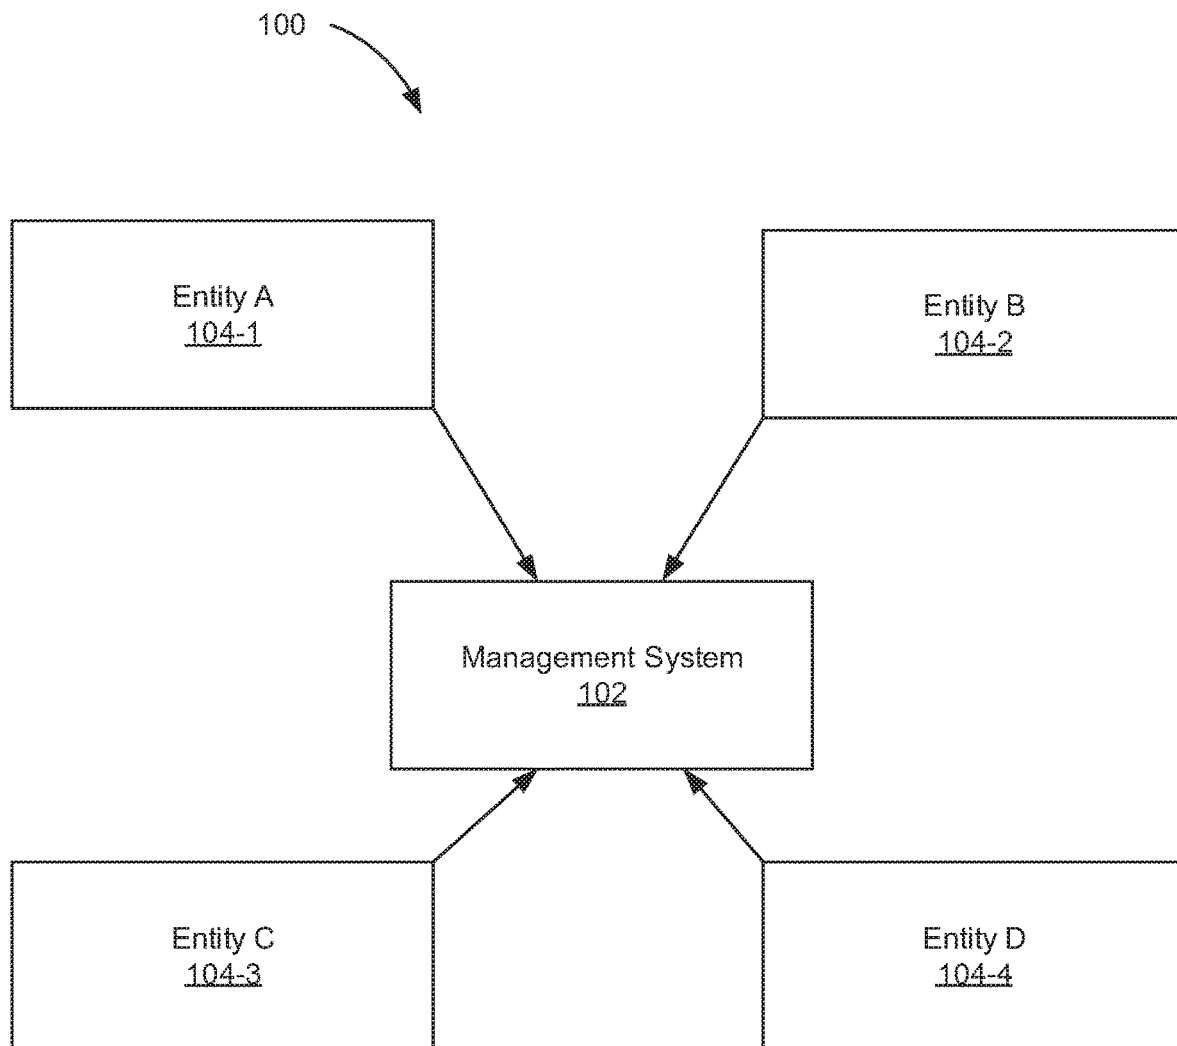 100
Entity A
104-1
Entity B
104-2
Management System
102
Entity C
104-3
Entity D
104-4